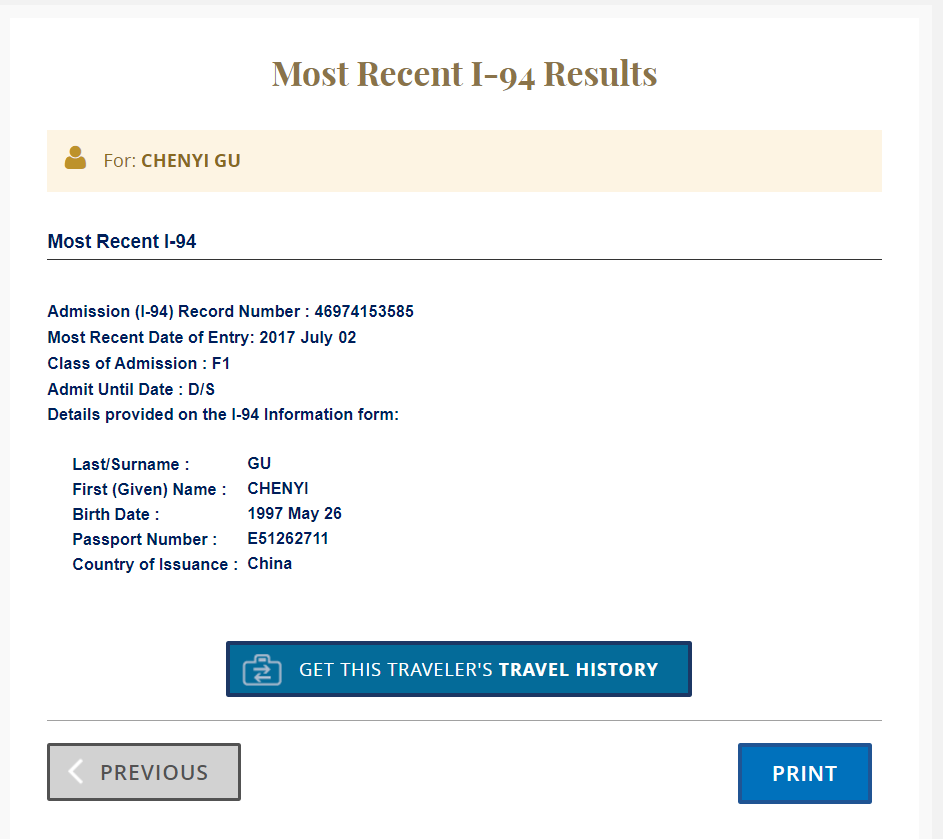 Most Recent I-94 Results
For: CHENYI GU
Most Recent I-94
Admission (I-94) Record Number : 46974153585
Most Recent Date of Entry: 2017 July 02
Class of Admission : F1
Admit Until Date : D/S
Details provided on the I-94 Information form:
Last/Surname : GU
First (Given) Name : CHENYI
Birth Date : 1997 May 26
Passport Number : E51262711
Country of Issuance : China
GET THIS TRAVELER'S TRAVEL HISTORY
PREVIOUS
PRINT